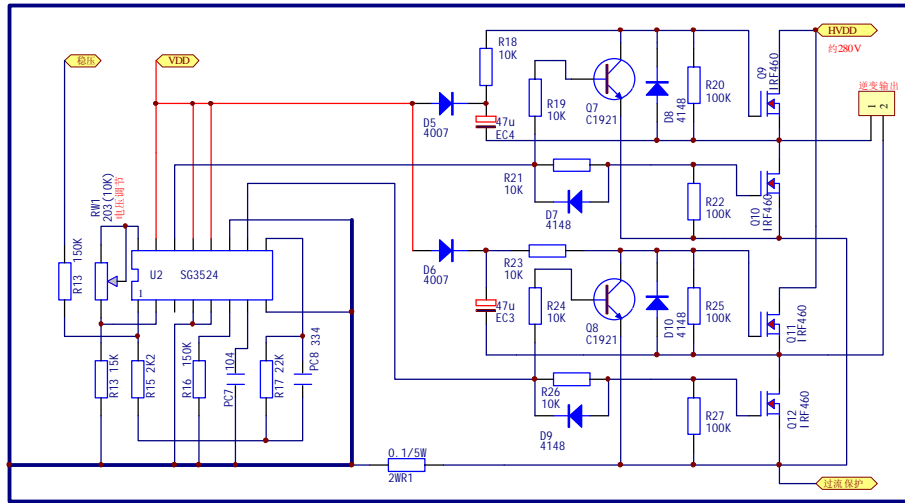 稳压
VDD
HVDD
约280V
逆变输出
1
2
R18
10K
R19
10K
Q7
C1921
D8
4148
R20
100K
Q9
IRF460
D5
4007
47u
EC4
R21
10K
D7
4148
R22
100K
Q10
IRF460
RW1
203(10K)
电压调节
R13 150K
U2
SG3524
1
D6
4007
R23
10K
47u
EC3
R24
10K
Q8
C1921
D10
4148
R25
100K
Q11
IRF460
R26
10K
D9
4148
R27
100K
Q12
IRF460
R13 15K
R15 2K2
R16 150K
PC7 104
R17 22K
PC8 334
0.1/5W
2WR1
过流保护